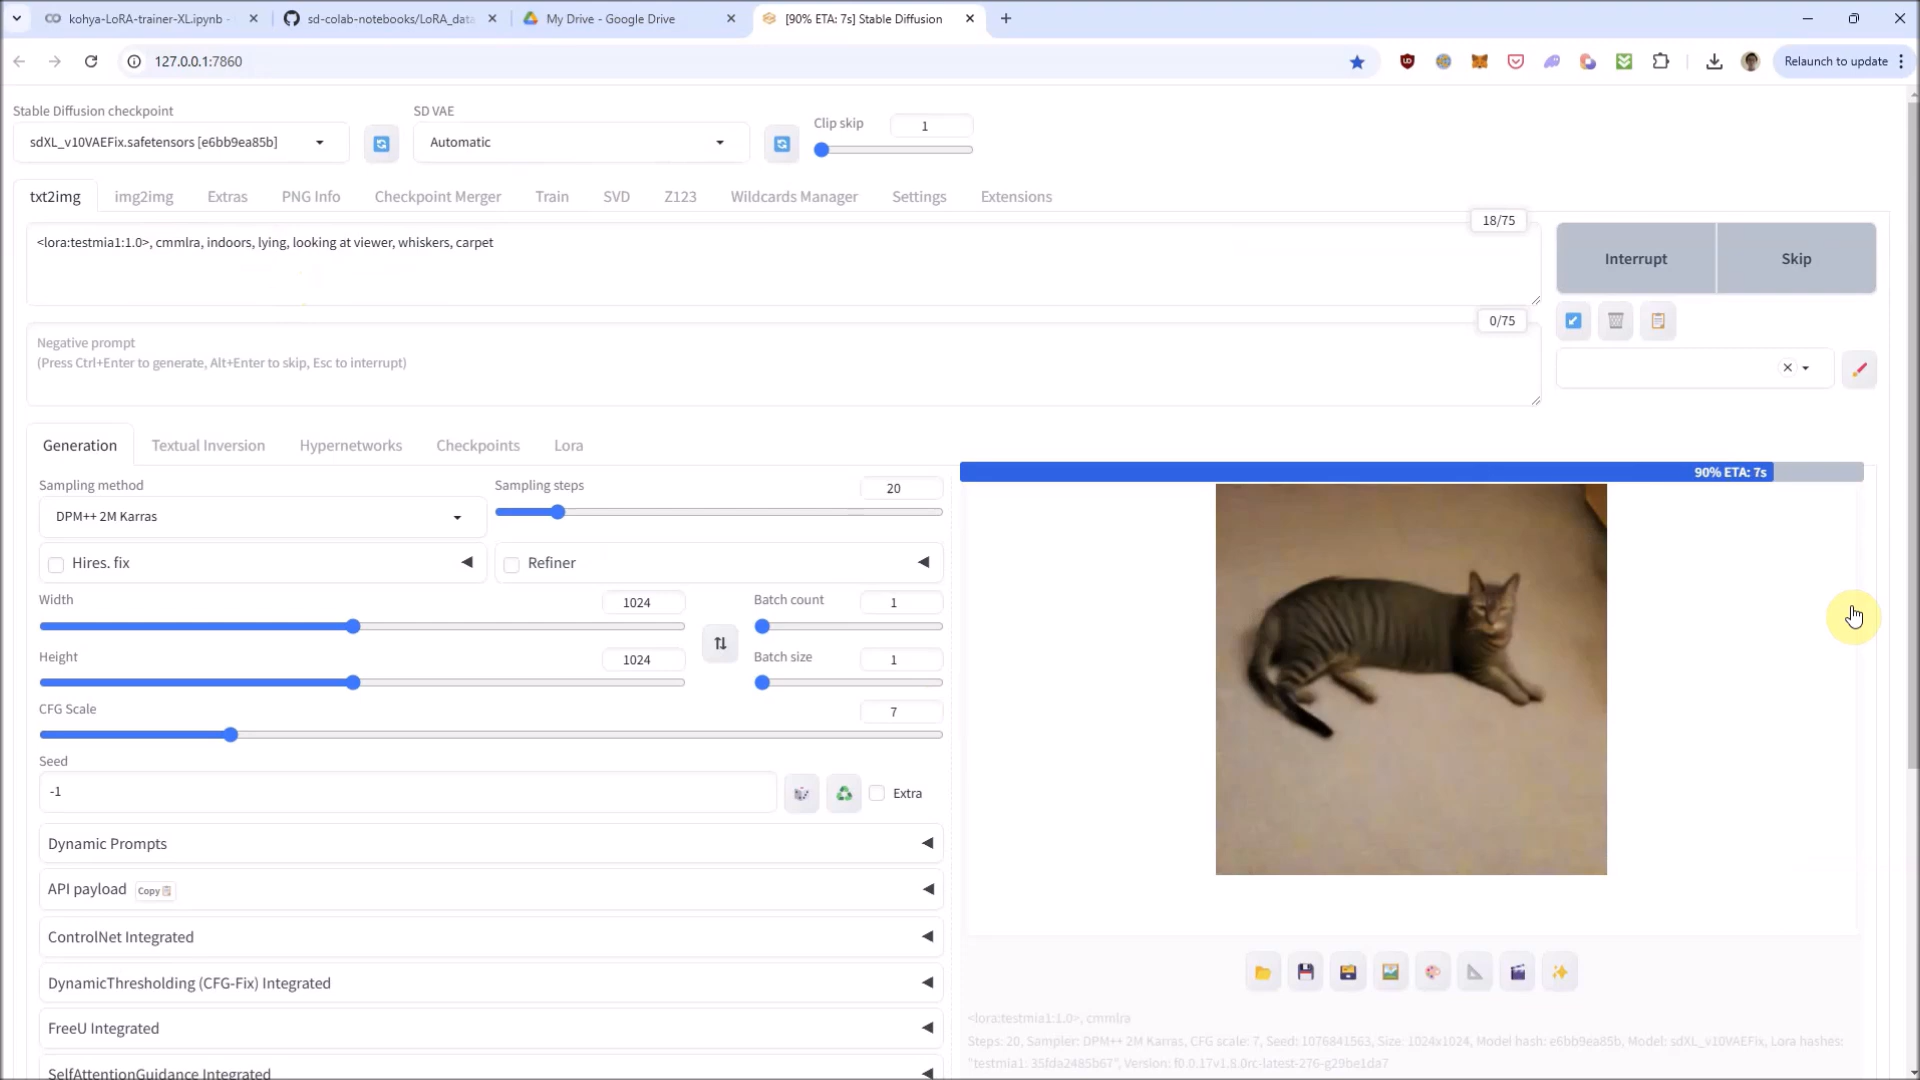 kohya-LoRA-trainer-XL.ipynb -
sd-colab-notebooks/LoRA_data
My Drive - Google Drive
[90% ETA: 7s] Stable Diffusion
127.0.0.1:7860
Relaunch to update
Stable Diffusion checkpoint
SD VAE
Clip skip
1
sdXL_v10VAEFix.safetensors [e6bb9ea85b]
Automatic
txt2img
img2img
Extras
PNG Info
Checkpoint Merger
Train
SVD
Z123
Wildcards Manager
Settings
Extensions
18/75
<lora:testmia1:1.0>, cmmlra, indoors, lying, looking at viewer, whiskers, carpet
Interrupt
Skip
0/75
Negative prompt
(Press Ctrl+Enter to generate, Alt+Enter to skip, Esc to interrupt)
Generation
Textual Inversion
Hypernetworks
Checkpoints
Lora
90% ETA: 7s
Sampling method
Sampling steps
20
DPM++ 2M Karras
Hires. fix
Refiner
Width
1024
Batch count
1
Height
1024
Batch size
1
CFG Scale
7
Seed
-1
Extra
Dynamic Prompts
API payload
Copy
ControlNet Integrated
DynamicThresholding (CFG-Fix) Integrated
FreeU Integrated
SelfAttentionGuidance Integrated
<lora:testmia1:1.0>, cmmlra
Steps: 20, Sampler: DPM++ 2M Karras, CFG scale: 7, Seed: 1076841563, Size: 1024x1024, Model hash: e6bb9ea85b, Model: sdXL_v10VAEFix, Lora hashes:
"testmia1: 35fda2485b67", Version: f0.0.17v1.8.0rc-latest-276-g29be1da7